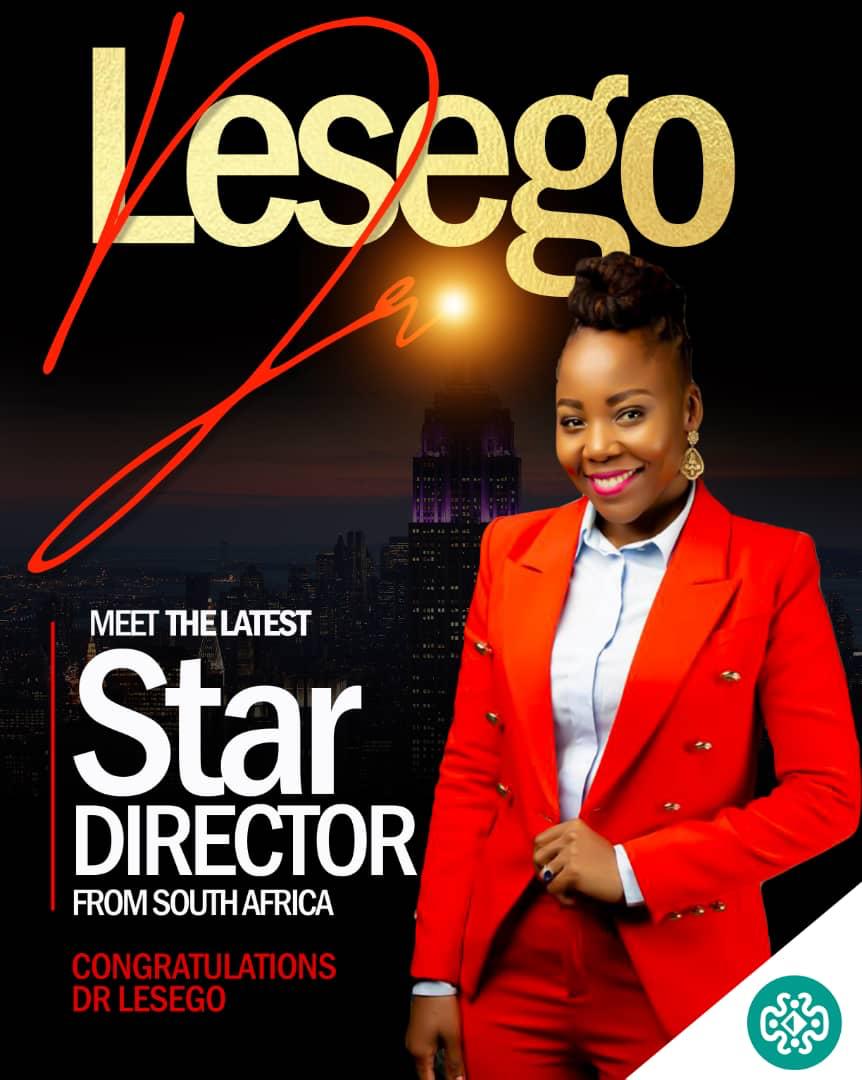 Dr
Lesego
MEET THE LATEST
Star
DIRECTOR
FROM SOUTH AFRICA
CONGRATULATIONS
DR LESEGO